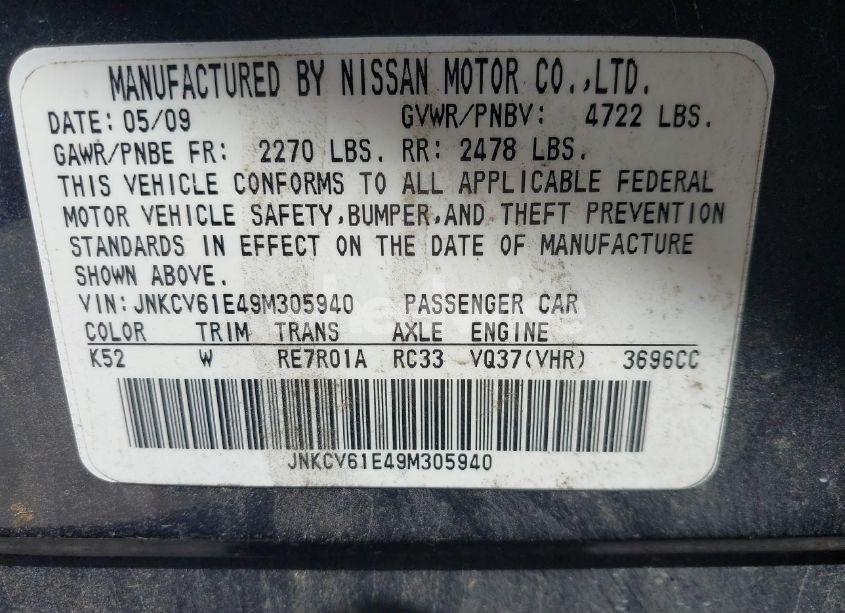 MANUFACTURED BY NISSAN MOTOR CO.,LTD.
DATE: 05/09 GVWR/PNBV: 4722 LBS.
GAWR/PNBE FR: 2270 LBS. RR: 2478 LBS.
THIS VEHICLE CONFORMS TO ALL APPLICABLE FEDERAL
MOTOR VEHICLE SAFETY,BUMPER,AND THEFT PREVENTION
STANDARDS IN EFFECT ON THE DATE OF MANUFACTURE
SHOWN ABOVE.
VIN:JNKCV61E49M305940 PASSENGER CAR
COLOR TRIM TRANS AXLE ENGINE
K52 W RE7R01A RC33 VQ37(VHR) 3696CC
JNKCV61E49M305940